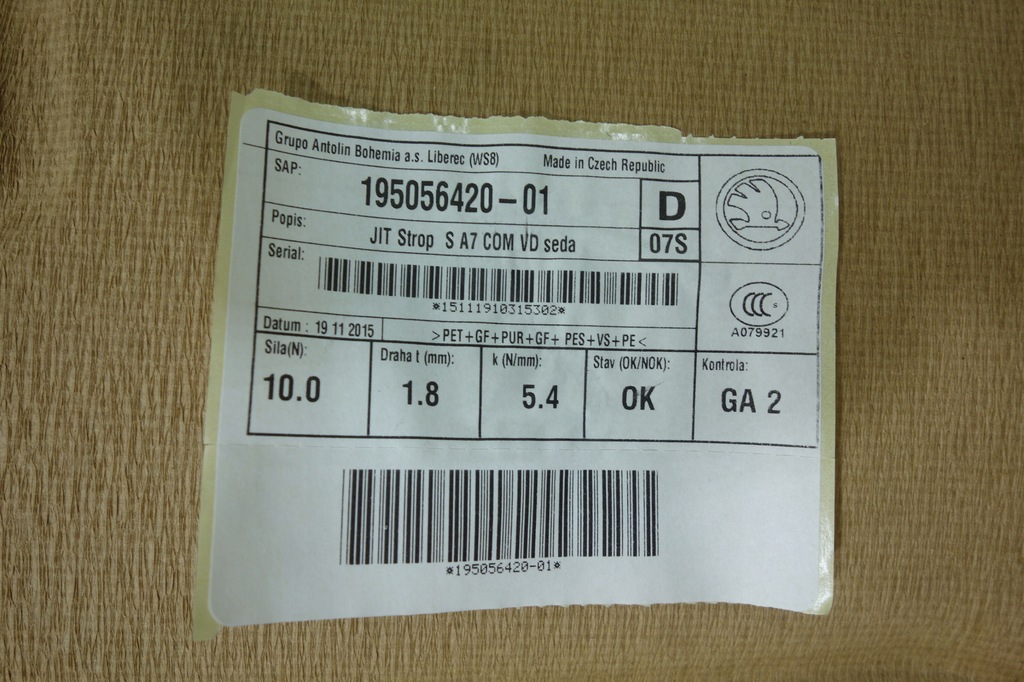 Grupo Antolin Bohemia a.s. Liberec (WS8) Made in Czech Republic
SAP:
195056420-01
D
Popis:
JIT Strop S A7 COM VD seda
07S
Serial:
*15111910315302*
CCC S
A079921
Datum : 19 11 2015 >PET+GF+PUR+GF+ PES+VS+PE<
Sila(N): Draha t (mm): k (N/mm): Stav (OK/NOK): Kontrola:
10.0 1.8 5.4 OK GA 2
*195056420-01*